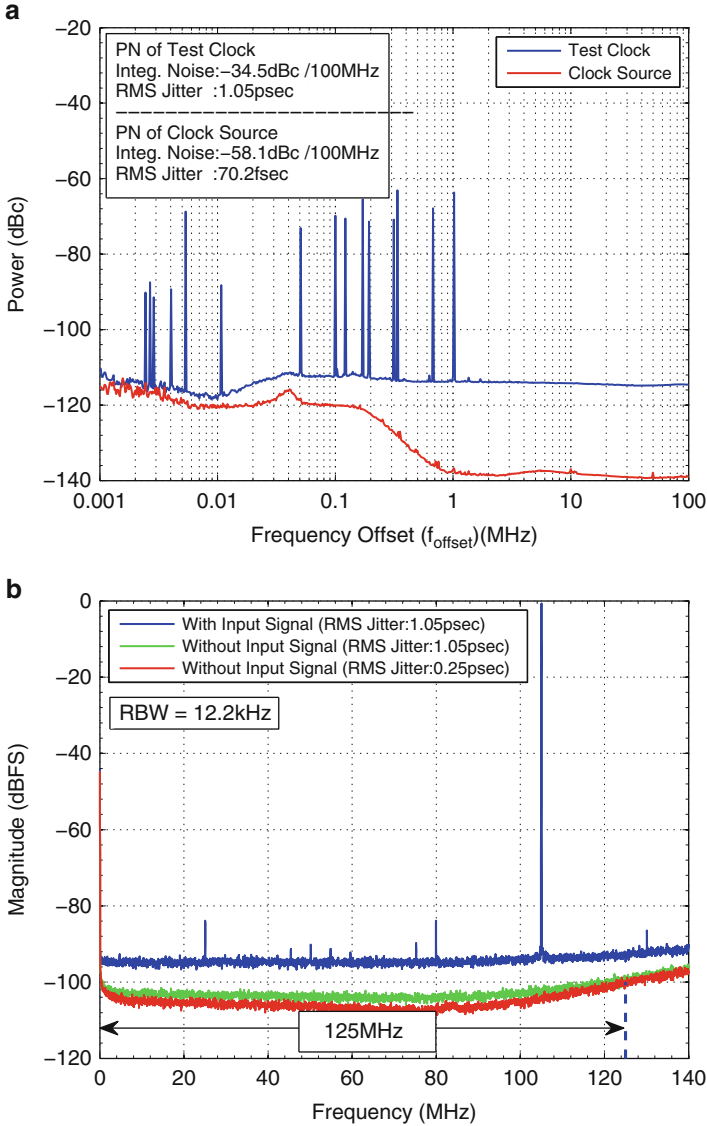 a
PN of Test Clock
Integ. Noise:−34.5dBc /100MHz
RMS Jitter :1.05psec
PN of Clock Source
Integ. Noise:−58.1dBc /100MHz
RMS Jitter :70.2fsec
Test Clock
Clock Source
Power (dBc)
−20
−40
−60
−80
−100
−120
−140
0.001
0.01
0.1
1
10
100
Frequency Offset (foffset)(MHz)
b
With Input Signal (RMS Jitter:1.05psec)
Without Input Signal (RMS Jitter:1.05psec)
Without Input Signal (RMS Jitter:0.25psec)
RBW = 12.2kHz
Magnitude (dBFS)
0
−20
−40
−60
−80
−100
−120
125MHz
0
20
40
60
80
100
120
140
Frequency (MHz)